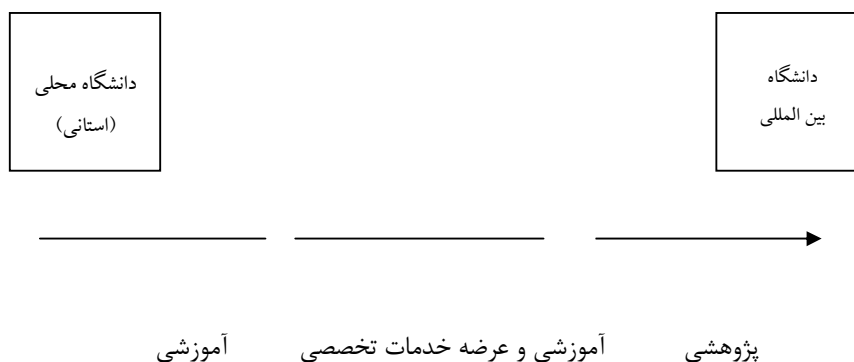 دانشگاه
بین المللی
دانشگاه محلی
(استانی)
پژوهشی
آموزشی و عرضه خدمات تخصصی
آموزشی